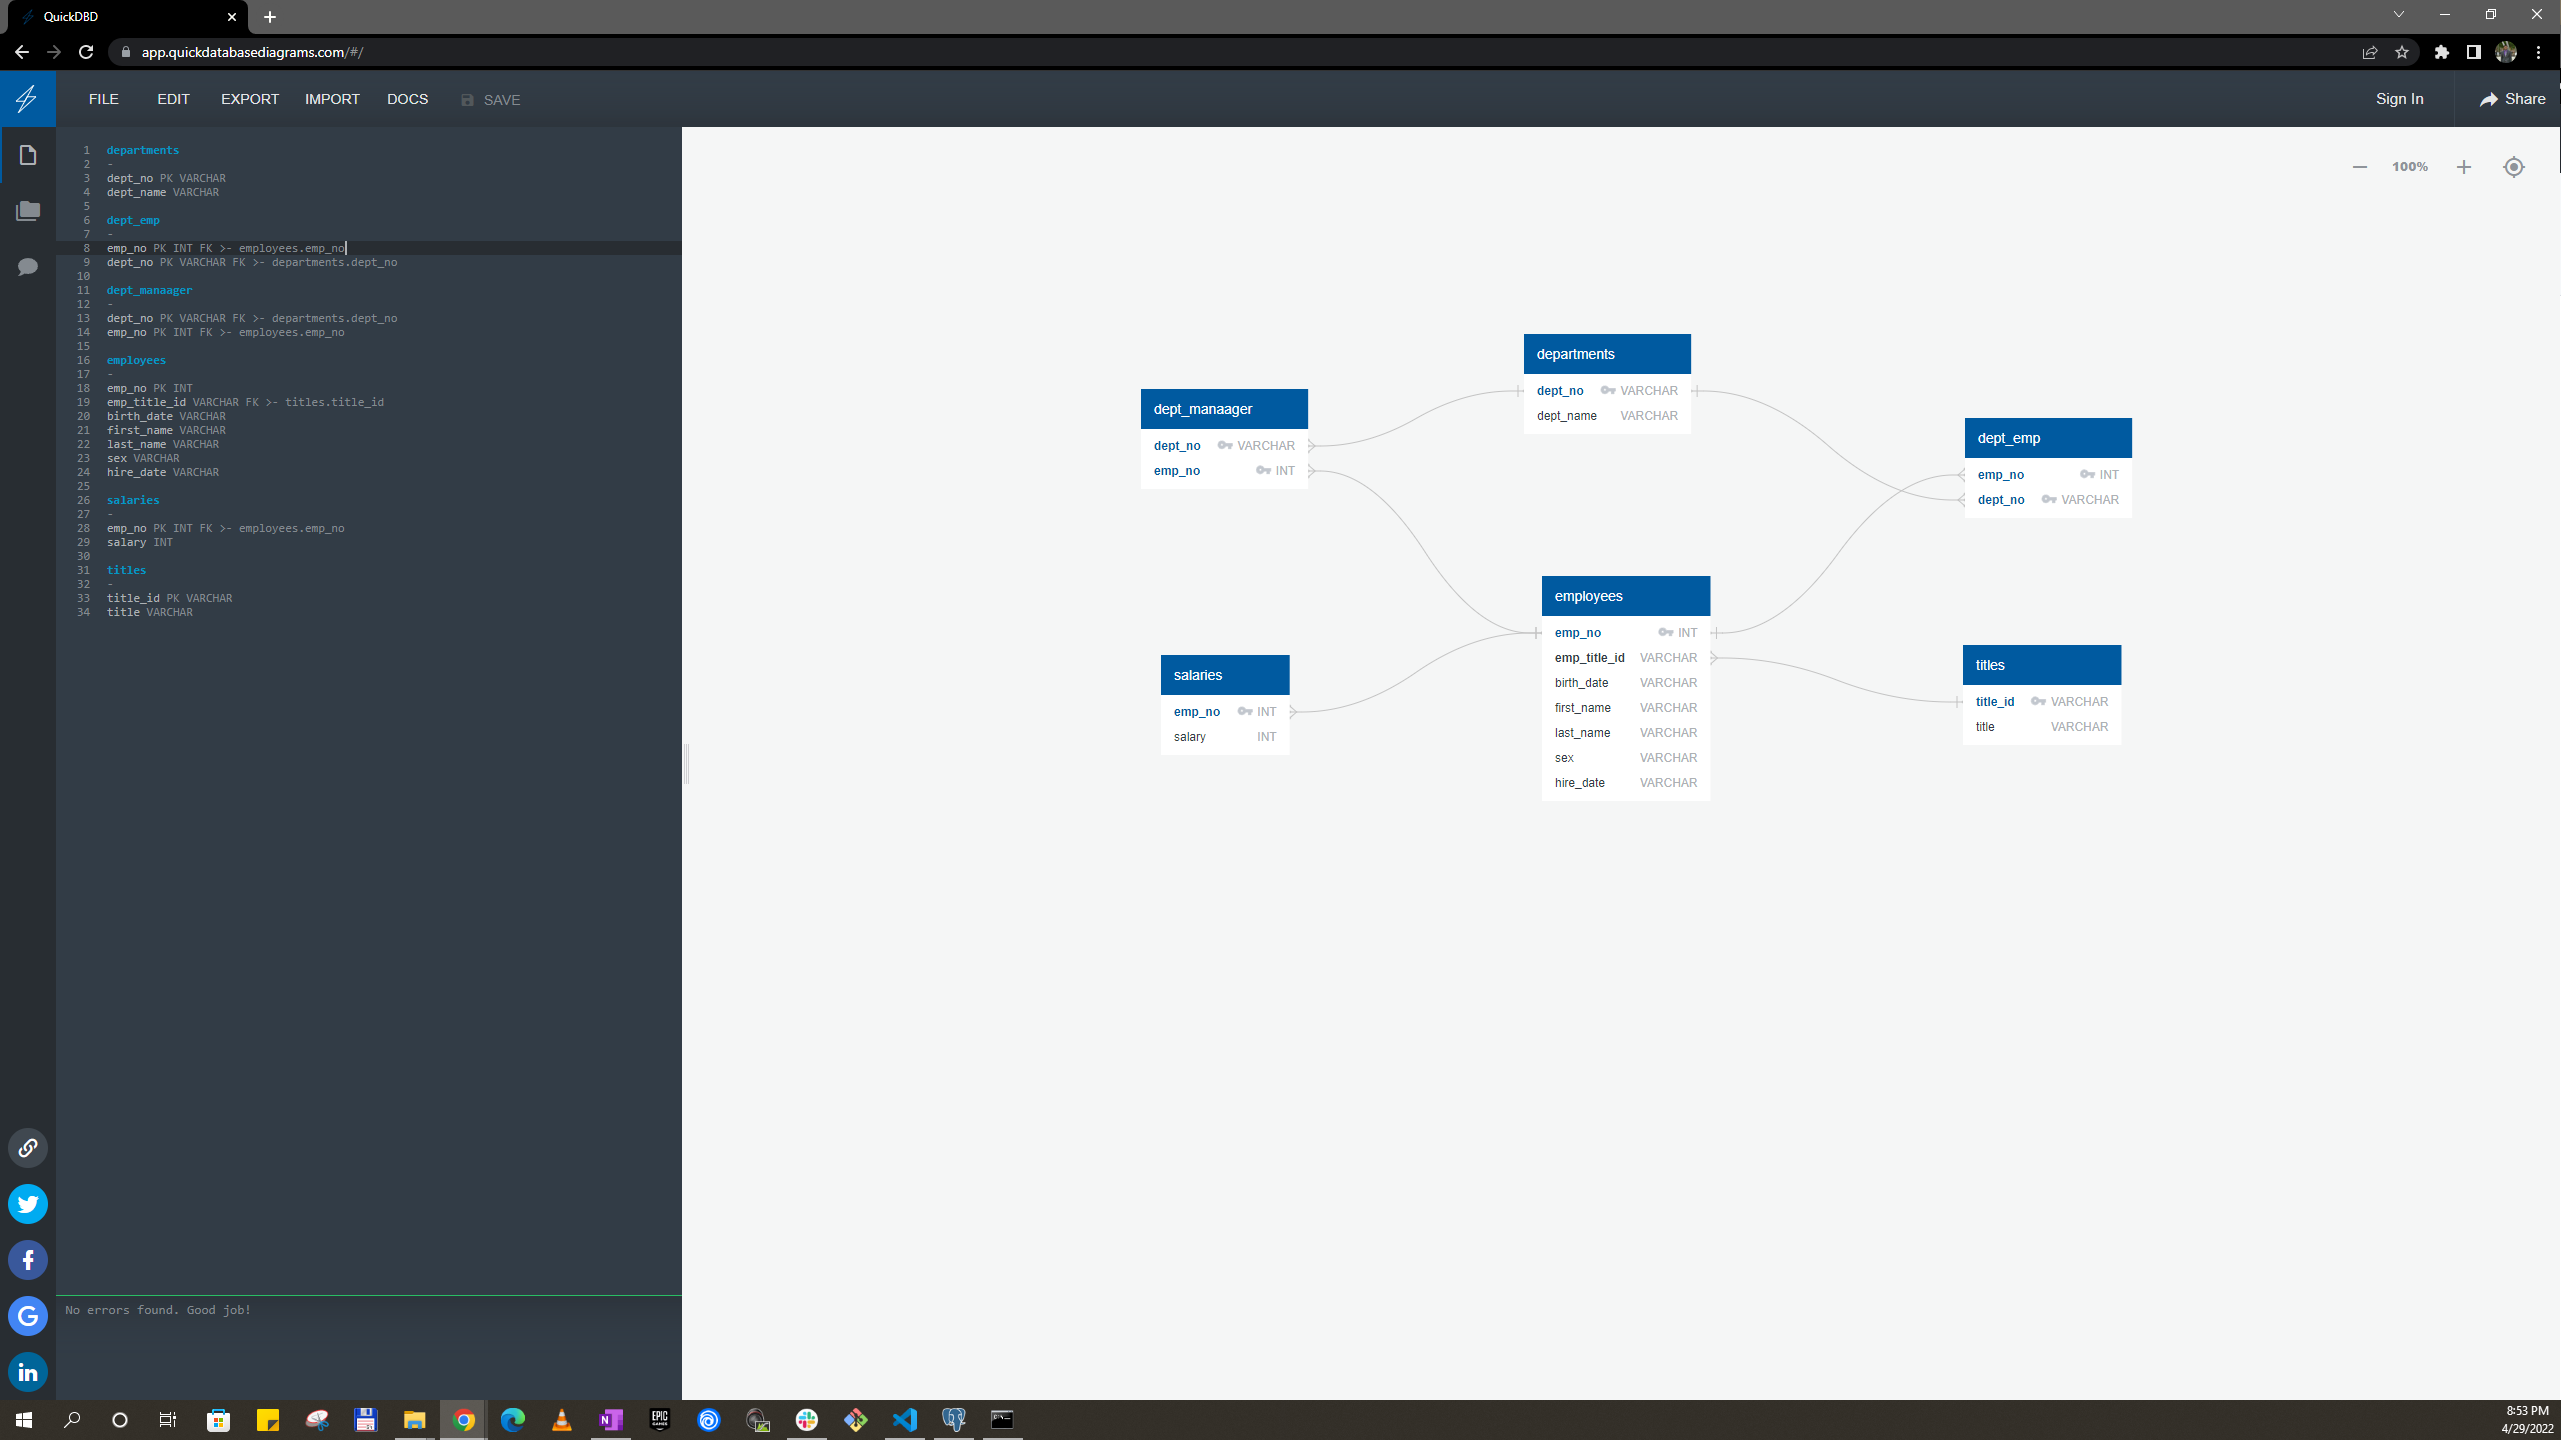 QuickDBD
app.quickdatabasediagrams.com/#/
FILE EDIT EXPORT IMPORT DOCS SAVE
Sign In Share
1 departments
2 -
3 dept_no PK VARCHAR
4 dept_name VARCHAR
5
6 dept_emp
7 -
8 emp_no PK INT FK >- employees.emp_no
9 dept_no PK VARCHAR FK >- departments.dept_no
10
11 dept_manaager
12 -
13 dept_no PK VARCHAR FK >- departments.dept_no
14 emp_no PK INT FK >- employees.emp_no
15
16 employees
17 -
18 emp_no PK INT
19 emp_title_id VARCHAR FK >- titles.title_id
20 birth_date VARCHAR
21 first_name VARCHAR
22 last_name VARCHAR
23 sex VARCHAR
24 hire_date VARCHAR
25
26 salaries
27 -
28 emp_no PK INT FK >- employees.emp_no
29 salary INT
30
31 titles
32 -
33 title_id PK VARCHAR
34 title VARCHAR
No errors found. Good job!
100%
departments
dept_no VARCHAR
dept_name VARCHAR
dept_manaager
dept_no VARCHAR
emp_no INT
dept_emp
emp_no INT
dept_no VARCHAR
employees
emp_no INT
emp_title_id VARCHAR
birth_date VARCHAR
first_name VARCHAR
last_name VARCHAR
sex VARCHAR
hire_date VARCHAR
salaries
emp_no INT
salary INT
titles
title_id VARCHAR
title VARCHAR
8:53 PM
4/29/2022